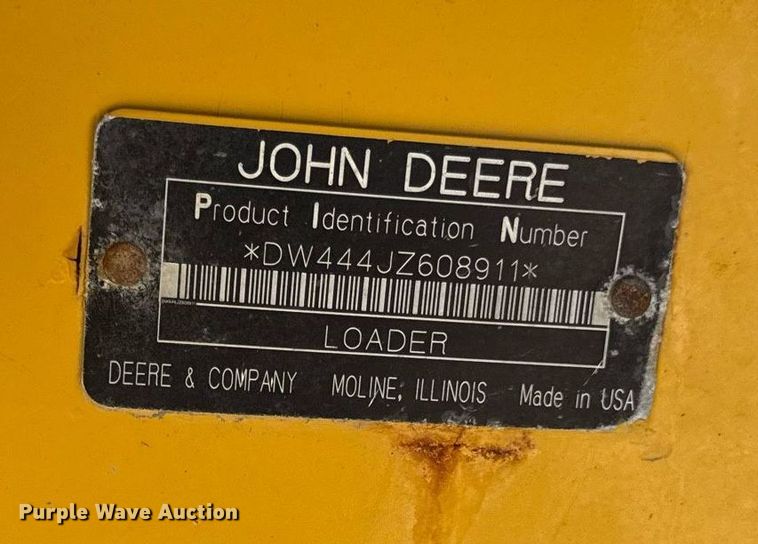 JOHN DEERE
Product Identification Number
*DW444JZ608911*
LOADER
DEERE & COMPANY MOLINE, ILLINOIS Made in USA
Purple Wave Auction